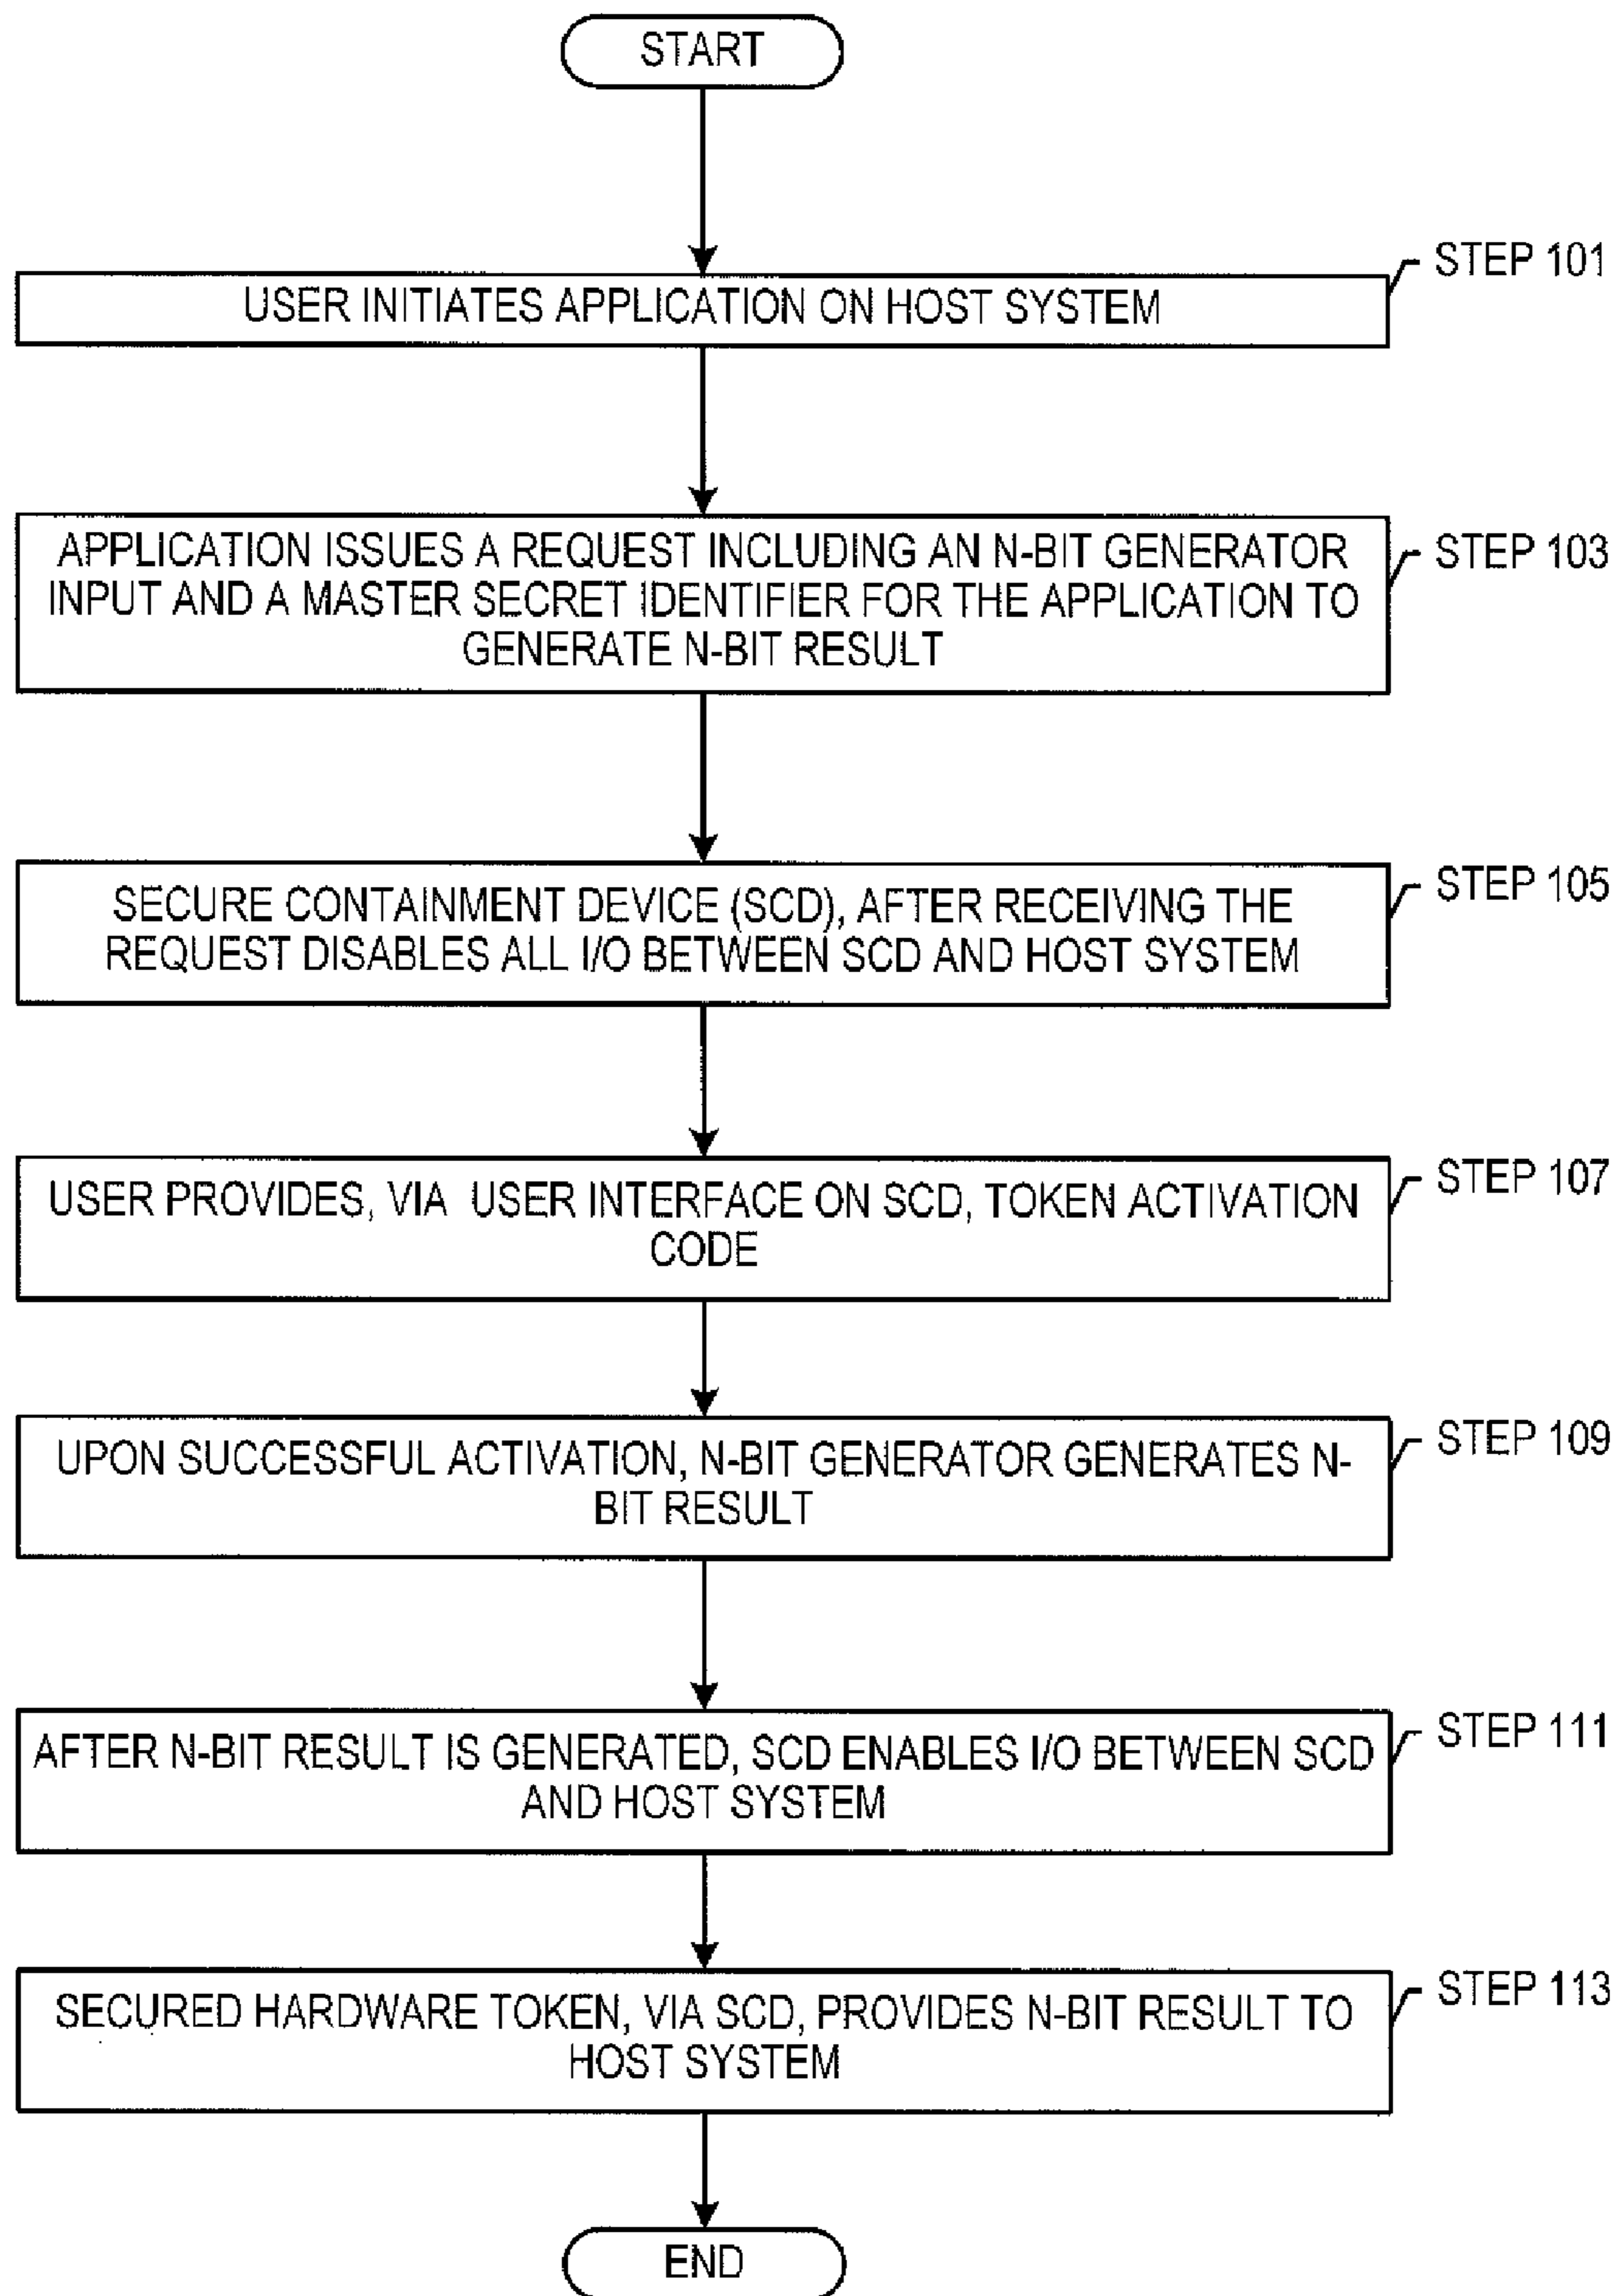 START
STEP 101
USER INITIATES APPLICATION ON HOST SYSTEM
STEP 103
APPLICATION ISSUES A REQUEST INCLUDING AN N-BIT GENERATOR
INPUT AND A MASTER SECRET IDENTIFIER FOR THE APPLICATION TO
GENERATE N-BIT RESULT
STEP 105
SECURE CONTAINMENT DEVICE (SCD), AFTER RECEIVING THE
REQUEST DISABLES ALL I/O BETWEEN SCD AND HOST SYSTEM
STEP 107
USER PROVIDES, VIA USER INTERFACE ON SCD, TOKEN ACTIVATION
CODE
STEP 109
UPON SUCCESSFUL ACTIVATION, N-BIT GENERATOR GENERATES N-
BIT RESULT
STEP 111
AFTER N-BIT RESULT IS GENERATED, SCD ENABLES I/O BETWEEN SCD
AND HOST SYSTEM
STEP 113
SECURED HARDWARE TOKEN, VIA SCD, PROVIDES N-BIT RESULT TO
HOST SYSTEM
END